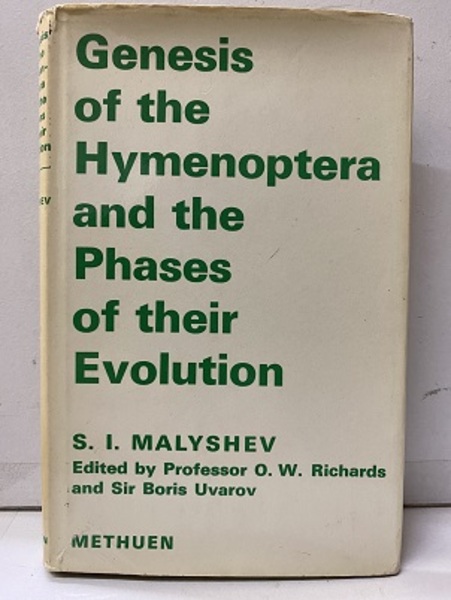 Genesis
of the
Hymenoptera
and the
Phases
of their
Evolution
S. I. MALYSHEV
Edited by Professor O. W. Richards
and Sir Boris Uvarov
METHUEN